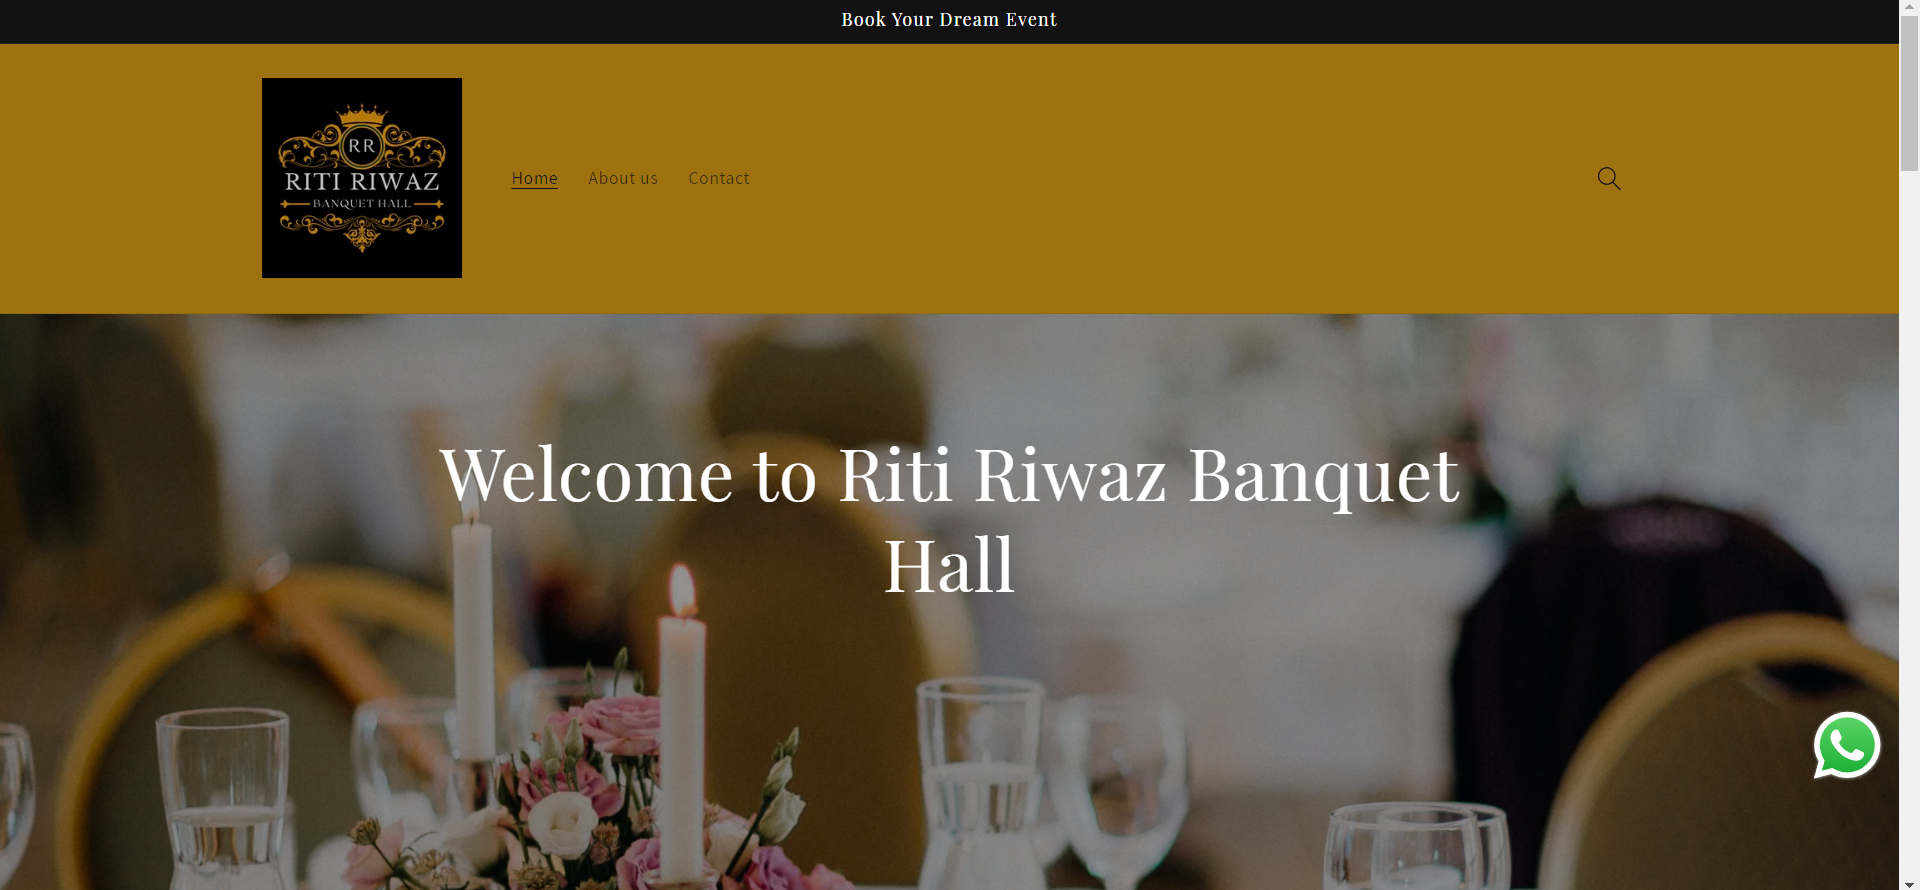 Book Your Dream Event
RR
RITI RIWAZ
BANQUET HALL
Home About us Contact
Welcome to Riti Riwaz Banquet
Hall